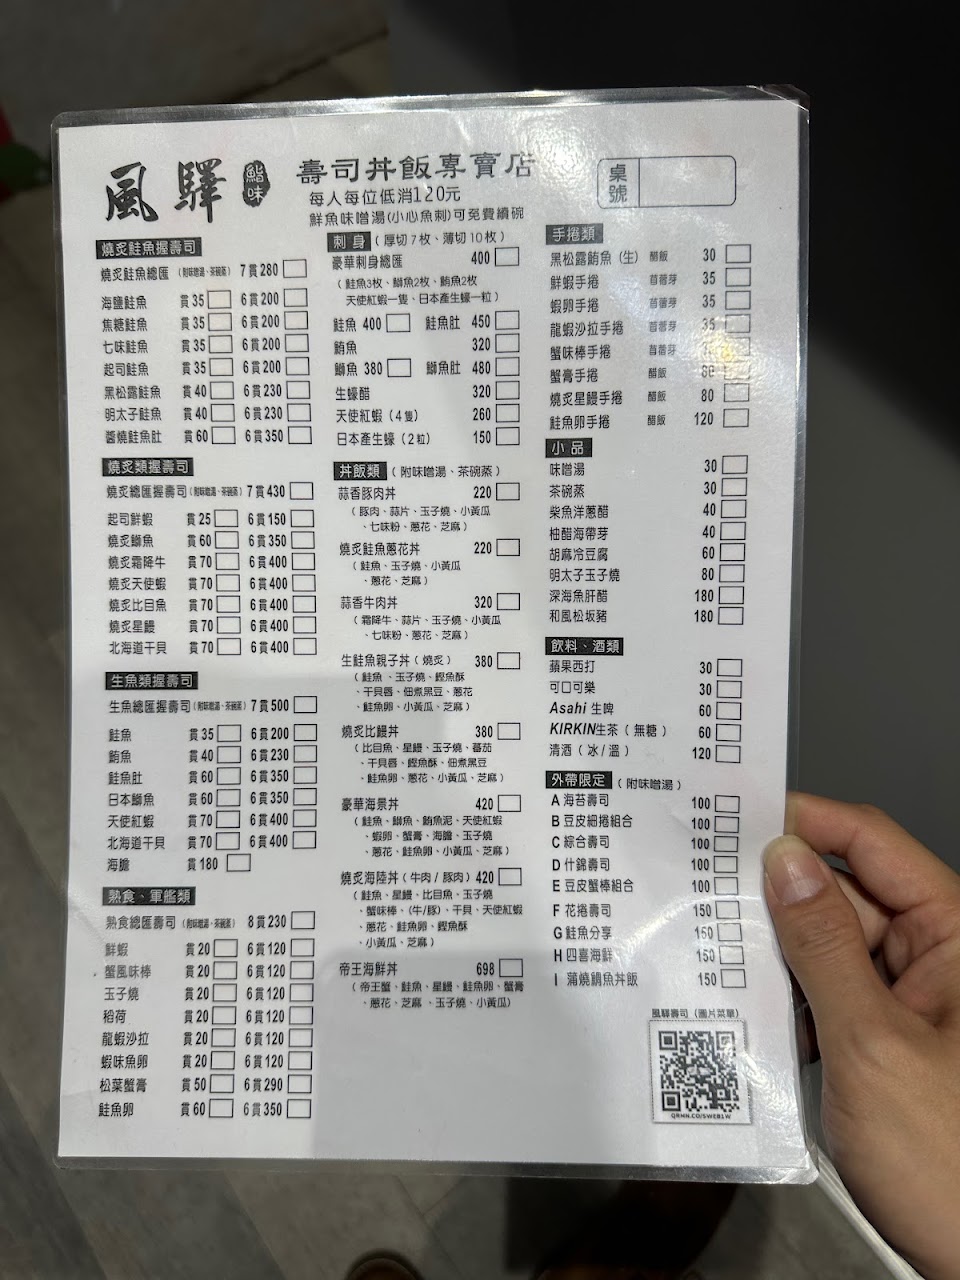 風驛 鮨味 壽司丼飯專賣店
每人每位低消120元
鮮魚味噌湯(小心魚刺)可免費續碗
桌號
燒炙鮭魚握壽司
燒炙鮭魚總匯 (附味噌湯、茶碗蒸) 7貫280
海鹽鮭魚 貫35 6貫200
焦糖鮭魚 貫35 6貫200
七味鮭魚 貫35 6貫200
起司鮭魚 貫35 6貫200
黑松露鮭魚 貫40 6貫230
明太子鮭魚 貫40 6貫230
醬燒鮭魚肚 貫60 6貫350
燒炙類握壽司
燒炙總匯握壽司(附味噌湯、茶碗蒸) 7貫430
起司鮮蝦 貫25 6貫150
燒炙鰤魚 貫60 6貫350
燒炙霜降牛 貫70 6貫400
燒炙天使蝦 貫70 6貫400
燒炙比目魚 貫70 6貫400
燒炙星鰻 貫70 6貫400
北海道干貝 貫70 6貫400
生魚類握壽司
生魚總匯握壽司(附味噌湯、茶碗蒸) 7貫500
鮭魚 貫35 6貫200
鮪魚 貫40 6貫230
鮭魚肚 貫60 6貫350
日本鰤魚 貫60 6貫350
天使紅蝦 貫70 6貫400
北海道干貝 貫70 6貫400
海膽 貫180
熟食、軍艦類
熟食總匯壽司 (附味噌湯、茶碗蒸) 8貫230
鮮蝦 貫20 6貫120
蟹風味棒 貫20 6貫120
玉子燒 貫20 6貫120
稻荷 貫20 6貫120
龍蝦沙拉 貫20 6貫120
蝦味魚卵 貫20 6貫120
松葉蟹膏 貫50 6貫290
鮭魚卵 貫60 6貫350
刺身 (厚切7枚、薄切10枚)
豪華刺身總匯 400
(鮭魚3枚、鰤魚2枚、鮪魚2枚
天使紅蝦一隻、日本產生蠔一粒)
鮭魚 400 鮭魚肚 450
鮪魚 320
鰤魚 380 鰤魚肚 480
生蠔醋 320
天使紅蝦(4隻) 260
日本產生蠔(2粒) 150
丼飯類 (附味噌湯、茶碗蒸)
蒜香豚肉丼 220
(豚肉、蒜片、玉子燒、小黃瓜
、七味粉、蔥花、芝麻)
燒炙鮭魚蔥花丼 220
(鮭魚、玉子燒、小黃瓜
、蔥花、芝麻)
蒜香牛肉丼 320
(霜降牛、蒜片、玉子燒、小黃瓜
、七味粉、蔥花、芝麻)
生鮭魚親子丼(燒炙) 380
(鮭魚、玉子燒、鰹魚酥
、干貝唇、佃煮黑豆、蔥花
、鮭魚卵、小黃瓜、芝麻)
燒炙比鰻丼 380
(比目魚、星鰻、玉子燒、蕃茄
、干貝唇、鰹魚酥、佃煮黑豆
、鮭魚卵、蔥花、小黃瓜、芝麻)
豪華海景丼 420
(鮭魚、鰤魚、鮪魚泥、天使紅蝦
、蝦卵、蟹膏、海膽、玉子燒
、蔥花、鮭魚卵、小黃瓜、芝麻)
燒炙海陸丼(牛肉/豚肉) 420
(鮭魚、星鰻、比目魚、玉子燒
、蟹味棒、(牛/豚)、干貝、天使紅蝦
、蔥花、鮭魚卵、鰹魚酥
、小黃瓜、芝麻)
帝王海鮮丼 698
(帝王蟹、鮭魚、星鰻、鮭魚卵、蟹膏
、蔥花、芝麻、玉子燒、小黃瓜)
手捲類
黑松露鮪魚(生) 醋飯 30
鮮蝦手捲 苜蓿芽 35
蝦卵手捲 苜蓿芽 35
龍蝦沙拉手捲 苜蓿芽 35
蟹味棒手捲 苜蓿芽
蟹膏手捲 醋飯 60
燒炙星鰻手捲 醋飯 80
鮭魚卵手捲 醋飯 120
小品
味噌湯 30
茶碗蒸 30
柴魚洋蔥醋 40
柚醋海帶芽 40
胡麻冷豆腐 60
明太子玉子燒 80
深海魚肝醋 180
和風松坂豬 180
飲料、酒類
蘋果西打 30
可口可樂 30
Asahi 生啤 60
KIRKIN生茶(無糖) 60
清酒(冰/溫) 120
外帶限定 (附味噌湯)
A 海苔壽司 100
B 豆皮細捲組合 100
C 綜合壽司 100
D 什錦壽司 100
E 豆皮蟹棒組合 100
F 花捲壽司 150
G 鮭魚分享 150
H 四喜海鮮 150
I 蒲燒鯛魚丼飯 150
風驛壽司(圖片菜單)
QRMN.CO/SWEB1W